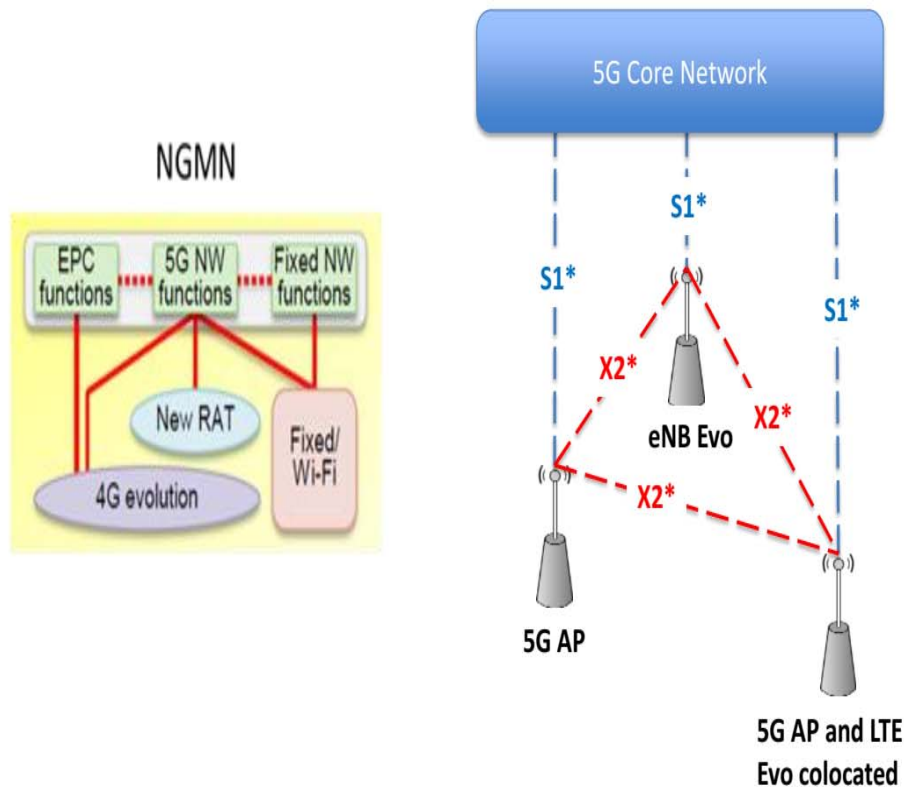 NGMN
EPC
functions
5G NW
functions
Fixed NW
functions
New RAT
Fixed/
Wi-Fi
4G evolution
5G Core Network
S1*
S1*
S1*
X2*
X2*
X2*
eNB Evo
5G AP
5G AP and LTE
Evo colocated